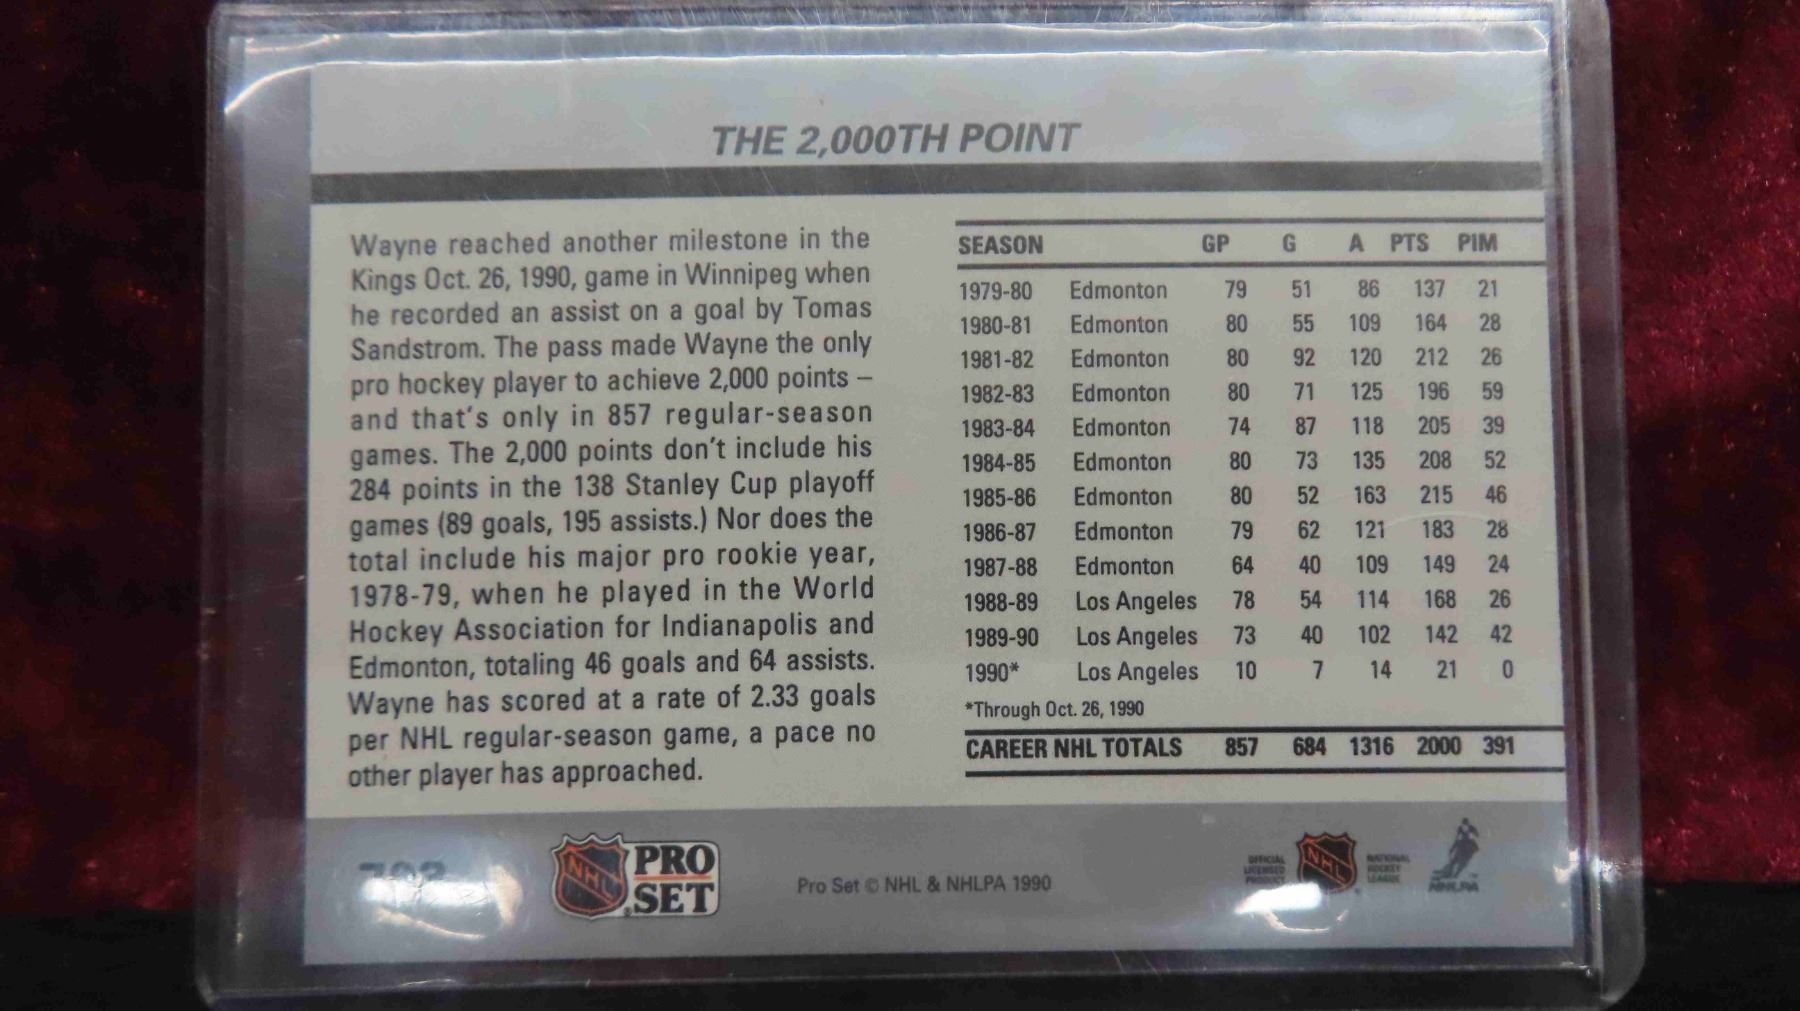 THE 2,000TH POINT
Wayne reached another milestone in the
Kings Oct. 26, 1990, game in Winnipeg when
he recorded an assist on a goal by Tomas
Sandstrom. The pass made Wayne the only
pro hockey player to achieve 2,000 points –
and that's only in 857 regular-season
games. The 2,000 points don't include his
284 points in the 138 Stanley Cup playoff
games (89 goals, 195 assists.) Nor does the
total include his major pro rookie year,
1978-79, when he played in the World
Hockey Association for Indianapolis and
Edmonton, totaling 46 goals and 64 assists.
Wayne has scored at a rate of 2.33 goals
per NHL regular-season game, a pace no
other player has approached.
SEASON GP G A PTS PIM
1979-80 Edmonton 79 51 86 137 21
1980-81 Edmonton 80 55 109 164 28
1981-82 Edmonton 80 92 120 212 26
1982-83 Edmonton 80 71 125 196 59
1983-84 Edmonton 74 87 118 205 39
1984-85 Edmonton 80 73 135 208 52
1985-86 Edmonton 80 52 163 215 46
1986-87 Edmonton 79 62 121 183 28
1987-88 Edmonton 64 40 109 149 24
1988-89 Los Angeles 78 54 114 168 26
1989-90 Los Angeles 73 40 102 142 42
1990* Los Angeles 10 7 14 21 0
*Through Oct. 26, 1990
CAREER NHL TOTALS 857 684 1316 2000 391
NHL PRO
SET
Pro Set © NHL & NHLPA 1990
OFFICIAL
LICENSED
PRODUCT
NHL
NATIONAL
HOCKEY
LEAGUE
NHLPA